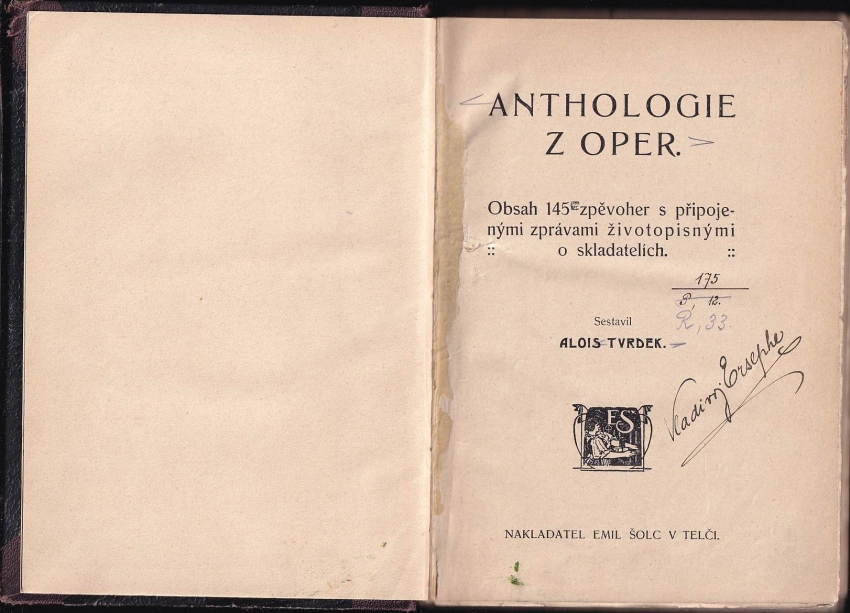 ANTHOLOGIE
Z OPER.
Obsah 145 zpěvoher s připoje-
nými zprávami životopisnými
:: o skladatelích. ::
175
12.
R, 33.
Sestavil
ALOIS TVRDEK.
ES
NAKLADATEL EMIL ŠOLC V TELČI.